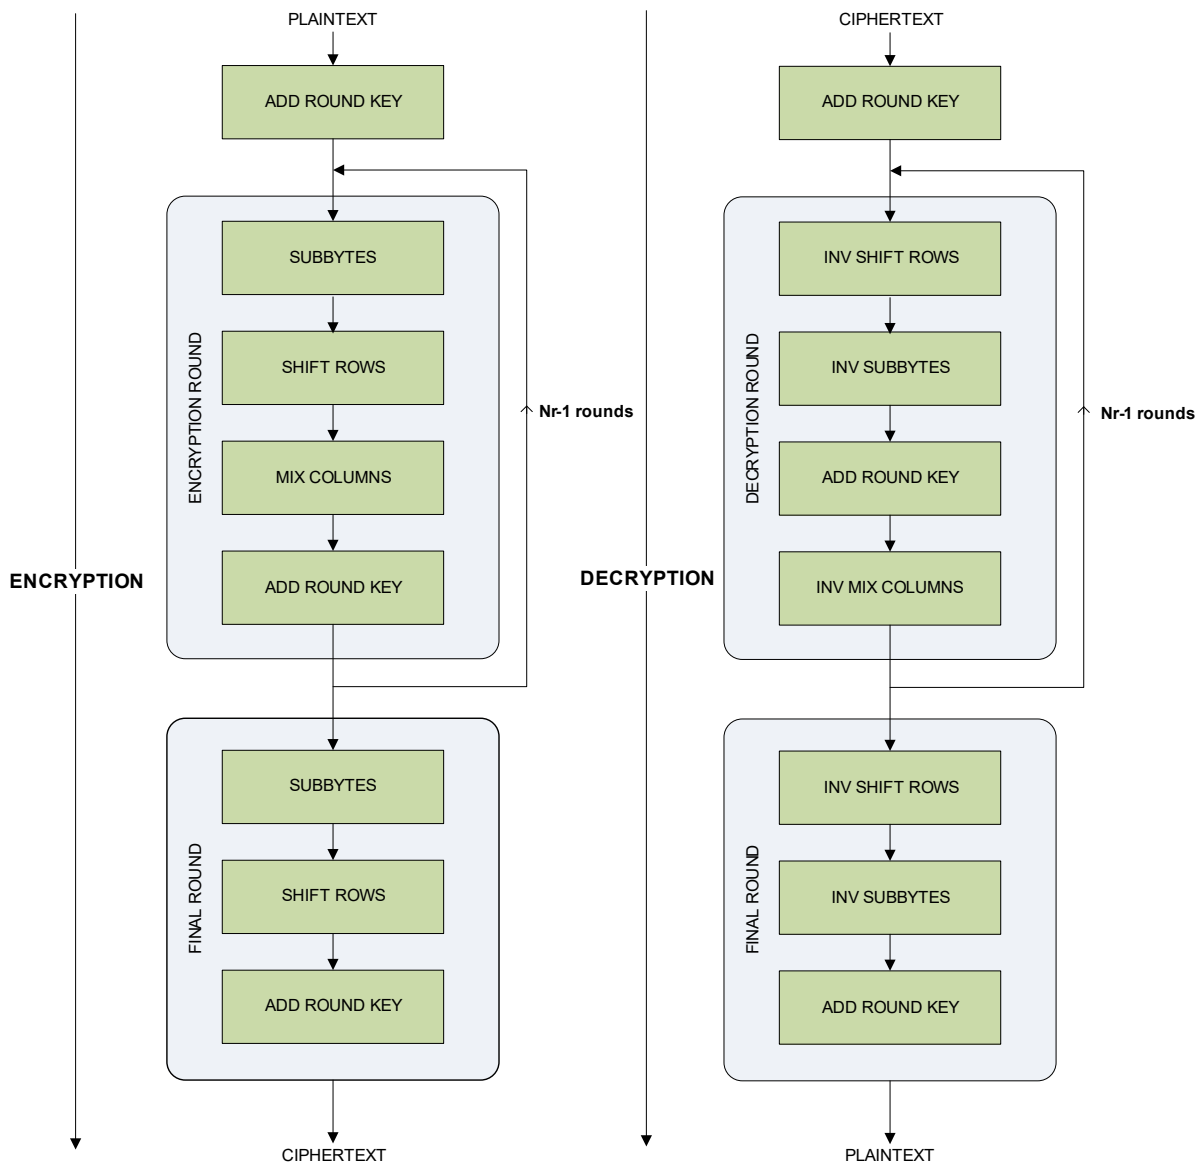 PLAINTEXT
ADD ROUND KEY
SUBBYTES
SHIFT ROWS
MIX COLUMNS
ADD ROUND KEY
ENCRYPTION ROUND
Nr-1 rounds
ENCRYPTION
SUBBYTES
SHIFT ROWS
ADD ROUND KEY
FINAL ROUND
CIPHERTEXT
CIPHERTEXT
ADD ROUND KEY
INV SHIFT ROWS
INV SUBBYTES
ADD ROUND KEY
INV MIX COLUMNS
DECRYPTION ROUND
Nr-1 rounds
DECRYPTION
INV SHIFT ROWS
INV SUBBYTES
ADD ROUND KEY
FINAL ROUND
PLAINTEXT